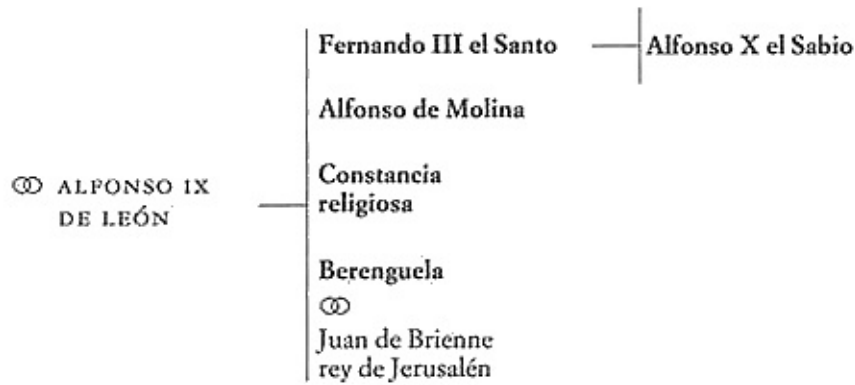 Fernando III el Santo
Alfonso X el Sabio
Alfonso de Molina
Constancia
religiosa
ALFONSO IX
DE LEÓN
Berenguela
Juan de Brienne
rey de Jerusalén